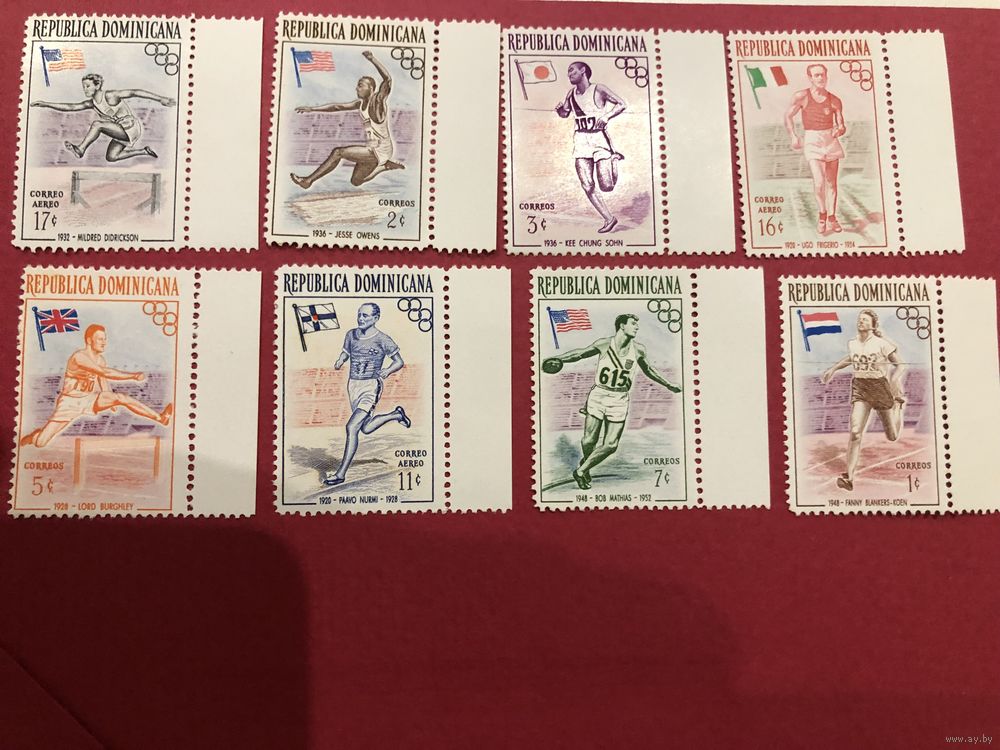 REPUBLICA DOMINICANA
CORREO
AEREO
17¢
1932 - MILDRED DIDRICKSON
REPUBLICA DOMINICANA
CORREOS
2¢
1936 - JESSE OWENS
REPUBLICA DOMINICANA
102
CORREOS
3¢
1936 - KEE CHUNG SOHN
REPUBLICA DOMINICANA
CORREO
AEREO
16¢
1920 - UGO FRIGERIO - 1924
REPUBLICA DOMINICANA
CORREOS
5¢
1928 - LORD BURGHLEY
REPUBLICA DOMINICANA
1
CORREO
AEREO
11¢
1920 - PAAVO NURMI - 1928
REPUBLICA DOMINICANA
615
CORREOS
7¢
1948 - BOB MATHIAS - 1952
REPUBLICA DOMINICANA
692
CORREOS
1¢
1948 - FANNY BLANKERS-KOEN
www.ay.by